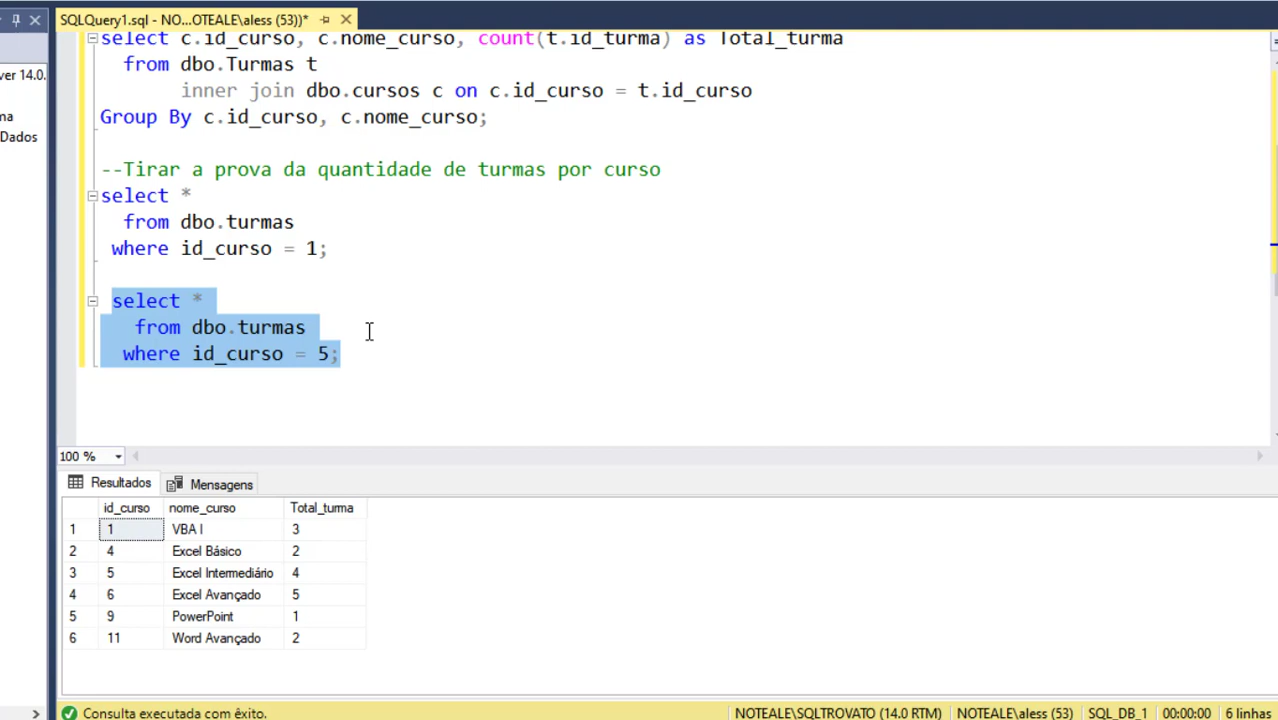 SQLQuery1.sql - NO...OTEALE\aless (53))*
ver 14.0.
ma
Dados
select c.id_curso, c.nome_curso, count(t.id_turma) as Total_turma
from dbo.Turmas t
inner join dbo.cursos c on c.id_curso = t.id_curso
Group By c.id_curso, c.nome_curso;
--Tirar a prova da quantidade de turmas por curso
select *
from dbo.turmas
where id_curso = 1;
select *
from dbo.turmas
where id_curso = 5;
100 %
Resultados Mensagens
id_curso nome_curso Total_turma
1 1 VBA I 3
2 4 Excel Básico 2
3 5 Excel Intermediário 4
4 6 Excel Avançado 5
5 9 PowerPoint 1
6 11 Word Avançado 2
Consulta executada com êxito. NOTEALE\SQLTROVATO (14.0 RTM) NOTEALE\aless (53) SQL_DB_1 00:00:00 6 linhas